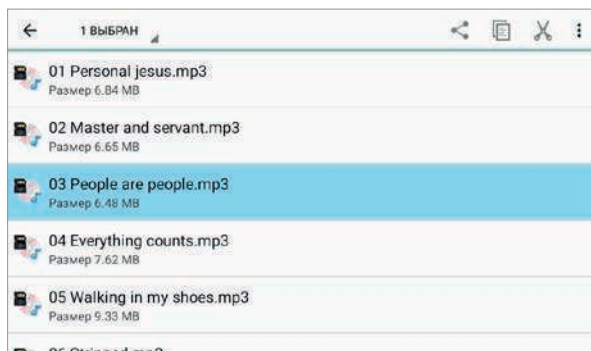 1 ВЫБРАН
01 Personal jesus.mp3
Размер 6.84 MB
02 Master and servant.mp3
Размер 6.65 MB
03 People are people.mp3
Размер 6.48 MB
04 Everything counts.mp3
Размер 7.62 MB
05 Walking in my shoes.mp3
Размер 9.33 MB